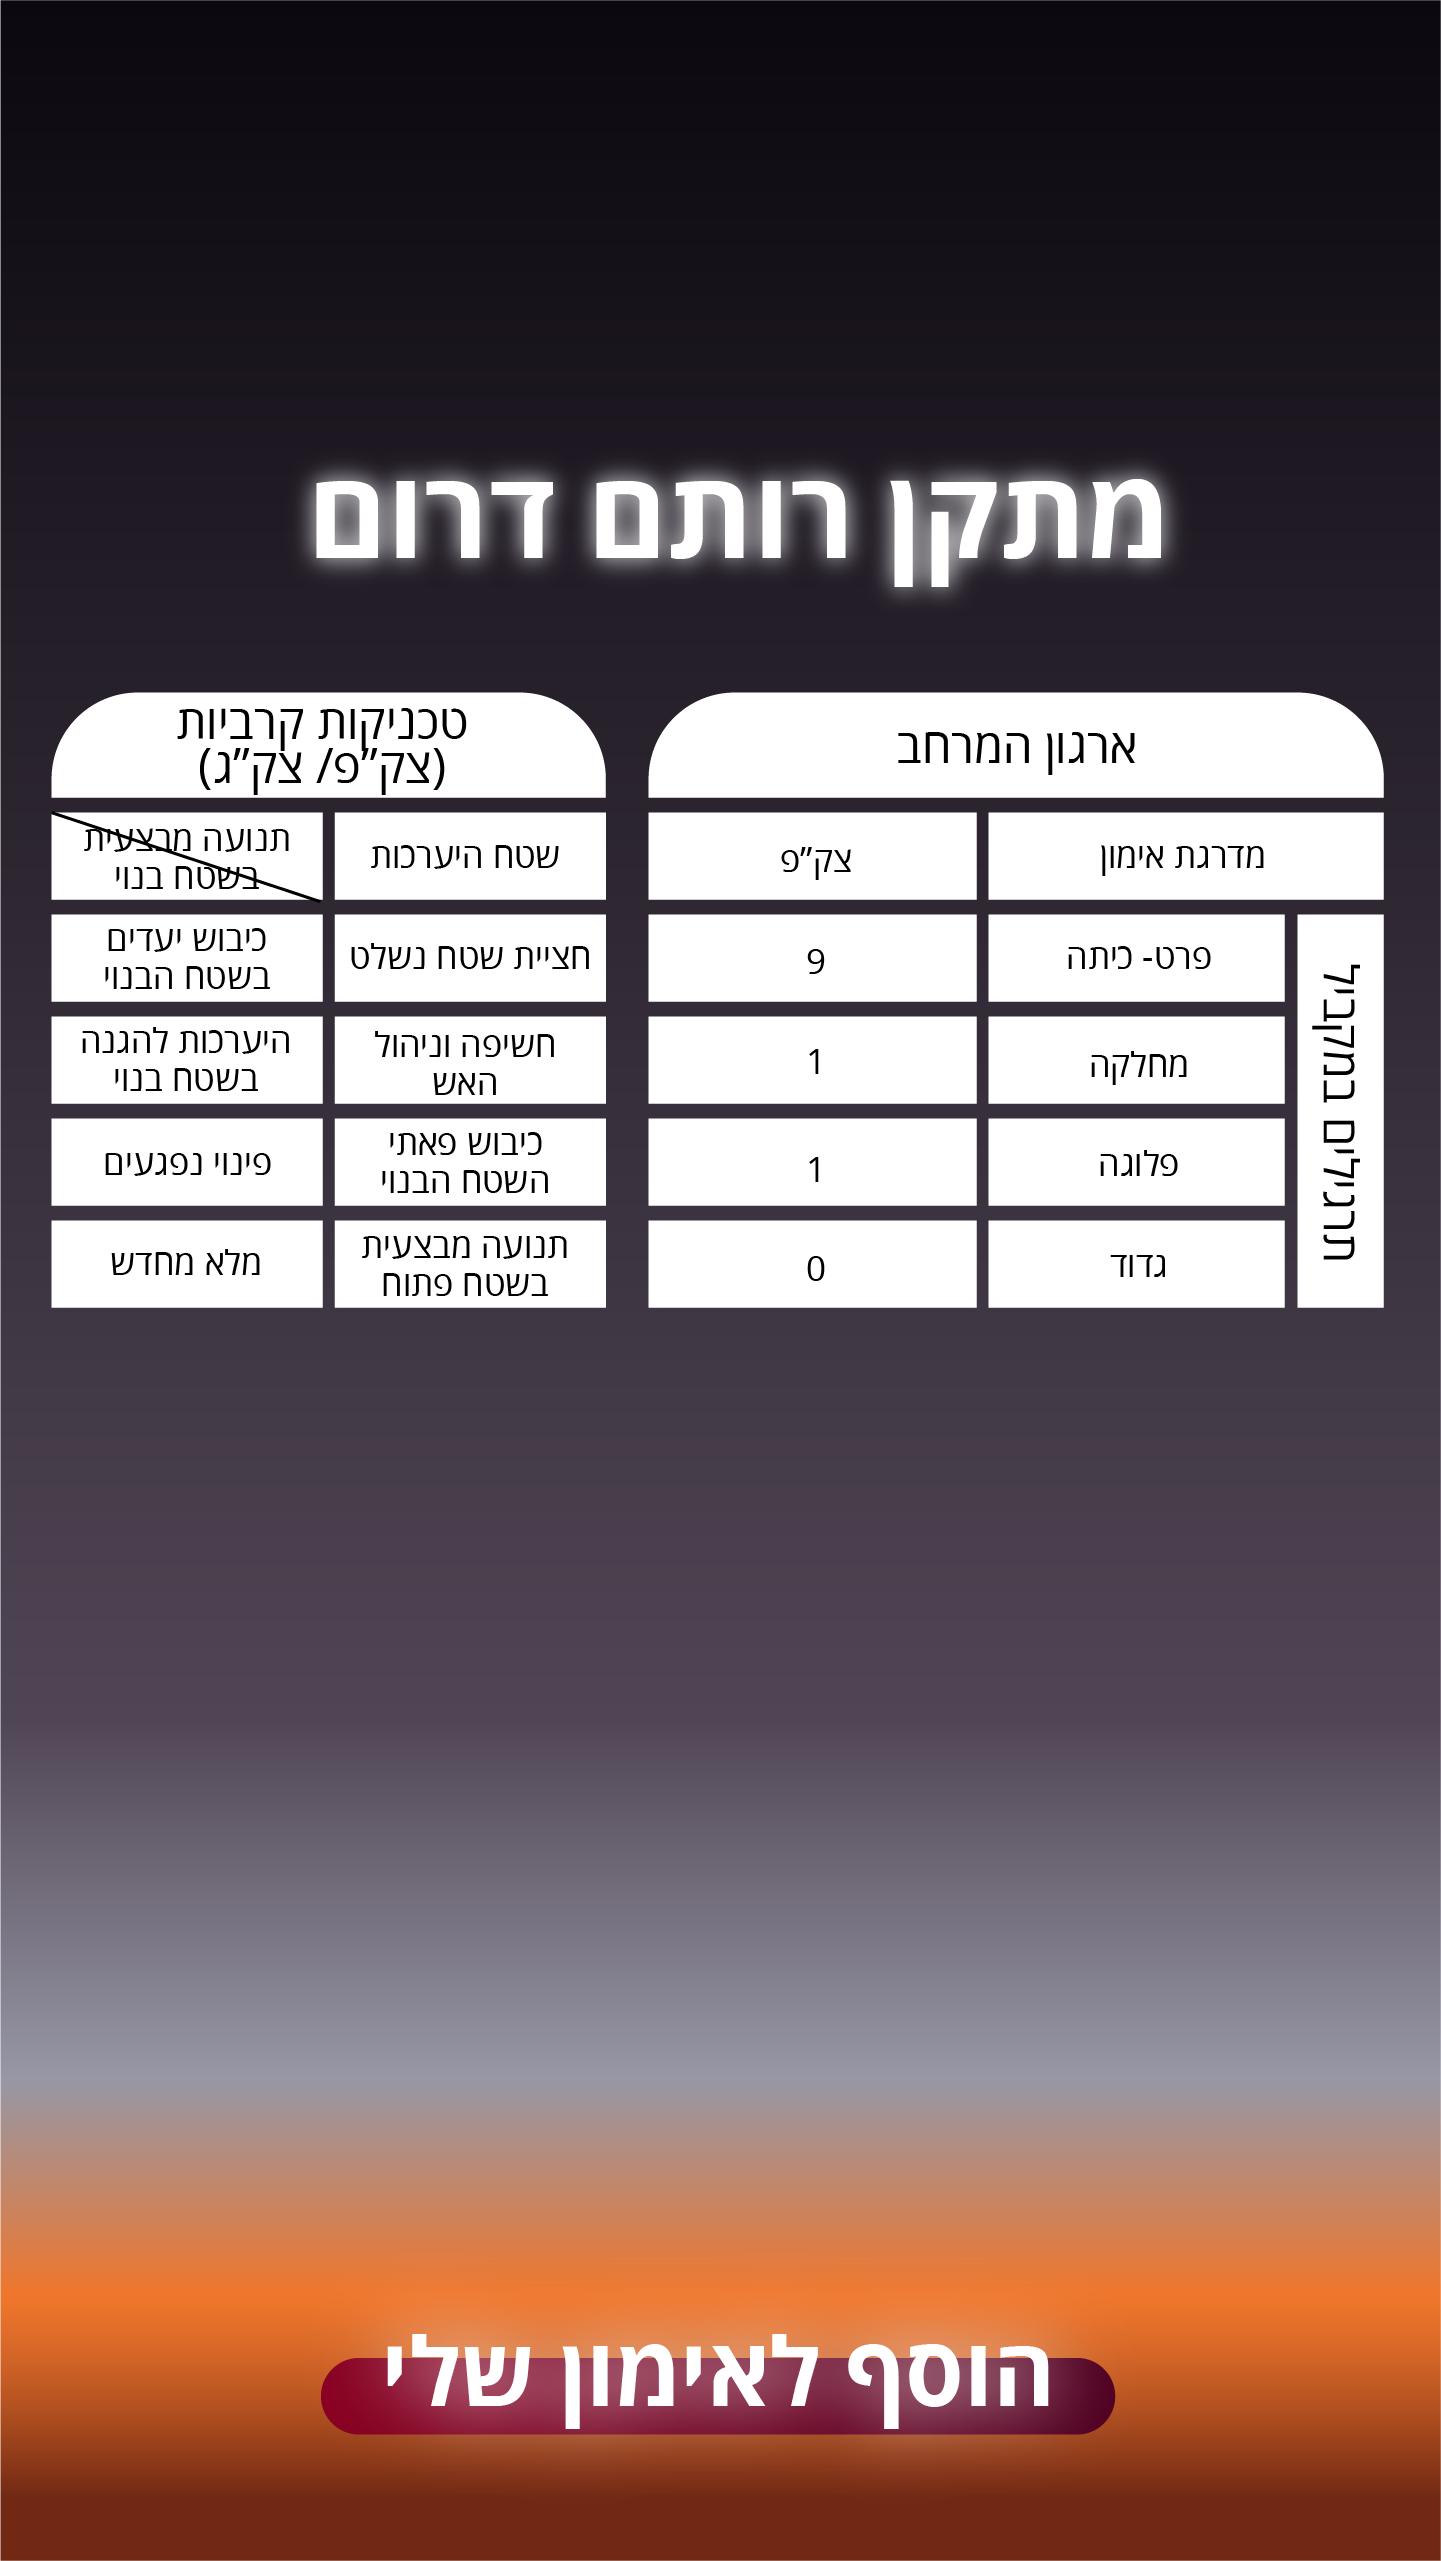 מתקן רותם דרום
ארגון המרחב
מדרגת אימון
צק״פ
תרגילים במקביל
פרט- כיתה
9
מחלקה
1
פלוגה
1
גדוד
0
טכניקות קרביות
(צק״פ/ צק״ג)
שטח היערכות
תנועה מבצעית
בשטח בנוי
חציית שטח נשלט
כיבוש יעדים
בשטח הבנוי
חשיפה וניהול
האש
היערכות להגנה
בשטח בנוי
כיבוש פאתי
השטח הבנוי
פינוי נפגעים
תנועה מבצעית
בשטח פתוח
מלא מחדש
הוסף לאימון שלי